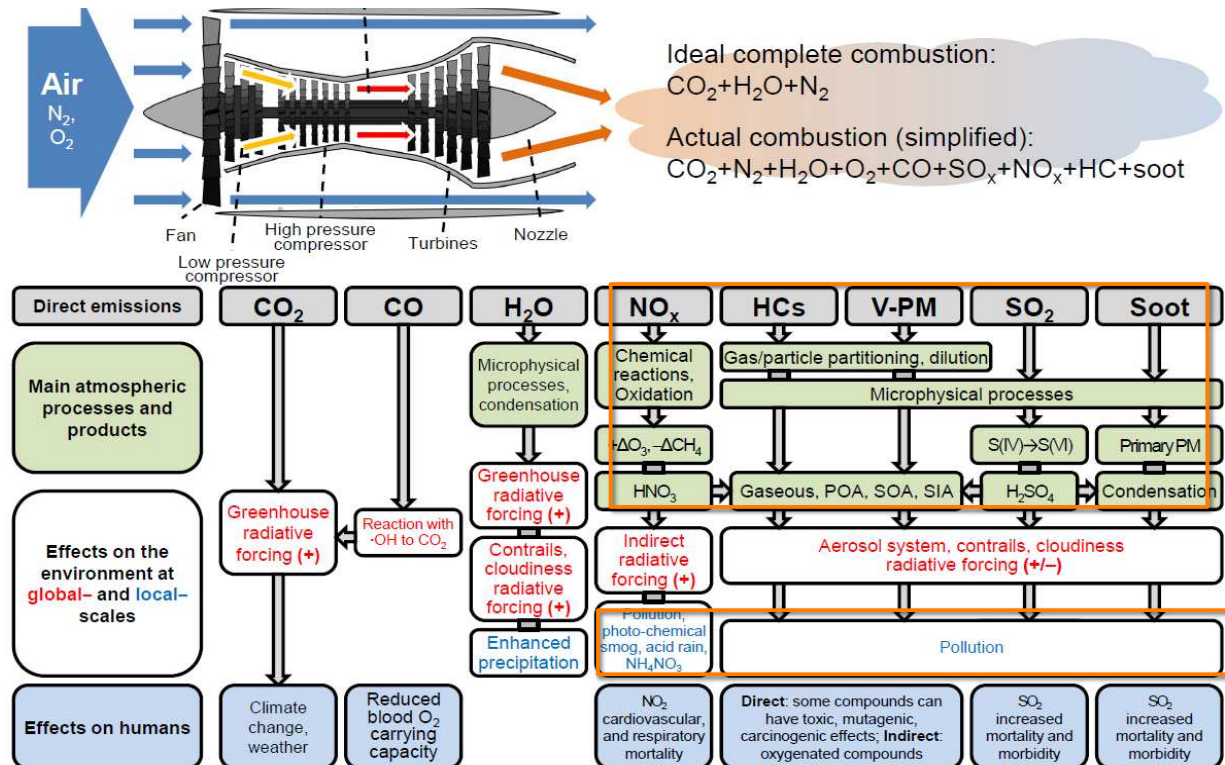 Air
N₂,
O₂
Ideal complete combustion:
CO₂+H₂O+N₂
Actual combustion (simplified):
CO₂+N₂+H₂O+O₂+CO+SOₓ+NOₓ+HC+soot
Fan
Low pressure
compressor
High pressure
compressor
Turbines
Nozzle
Direct emissions
CO₂
CO
H₂O
NOₓ
HCs
V-PM
SO₂
Soot
Main atmospheric
processes and
products
Microphysical
processes,
condensation
Chemical
reactions,
Oxidation
Gas/particle partitioning, dilution
Microphysical processes
+ΔO₃, –ΔCH₄
S(IV)→S(VI)
Primary PM
HNO₃
Gaseous, POA, SOA, SIA
H₂SO₄
Condensation
Effects on the
environment at
global– and local–
scales
Greenhouse
radiative
forcing (+)
Reaction with
·OH to CO₂
Greenhouse
radiative
forcing (+)
Contrails,
cloudiness
radiative
forcing (+)
Enhanced
precipitation
Indirect
radiative
forcing (+)
Aerosol system, contrails, cloudiness
radiative forcing (+/–)
Pollution,
photo-chemical
smog, acid rain,
NH₄NO₃
Pollution
Effects on humans
Climate
change,
weather
Reduced
blood O₂
carrying
capacity
NO₂
cardiovascular,
and respiratory
mortality
Direct: some compounds can
have toxic, mutagenic,
carcinogenic effects; Indirect:
oxygenated compounds
SO₂
increased
mortality and
morbidity
SO₂
increased
mortality and
morbidity